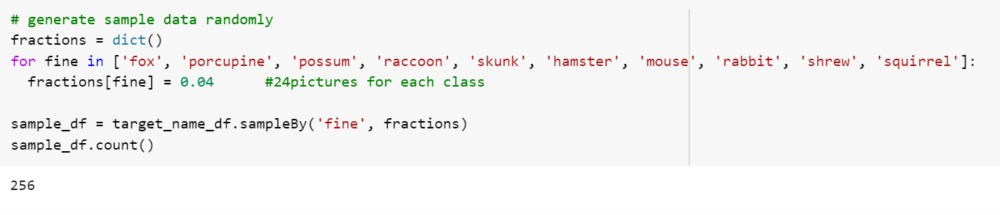 # generate sample data randomly
fractions = dict()
for fine in ['fox', 'porcupine', 'possum', 'raccoon', 'skunk', 'hamster', 'mouse', 'rabbit', 'shrew', 'squirrel']:
  fractions[fine] = 0.04      #24pictures for each class
sample_df = target_name_df.sampleBy('fine', fractions)
sample_df.count()
256